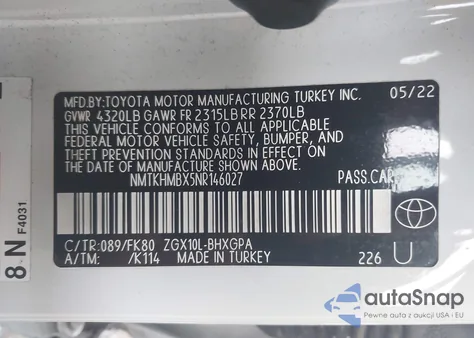 MFD.BY:TOYOTA MOTOR MANUFACTURING TURKEY INC. 05/22
GVWR 4320LB GAWR FR 2315LB RR 2370LB
THIS VEHICLE CONFORMS TO ALL APPLICABLE
FEDERAL MOTOR VEHICLE SAFETY, BUMPER, AND
THEFT PREVENTION STANDARDS IN EFFECT ON THE
DATE OF MANUFACTURE SHOWN ABOVE.
NMTKHMBX5NR146027 PASS.CAR
C/TR:089/FK80 ZGX10L-BHXGPA
A/TM: /K114 MADE IN TURKEY 226 U
8 N F4031
autoSnap
Pewne auta z aukcji USA i EU